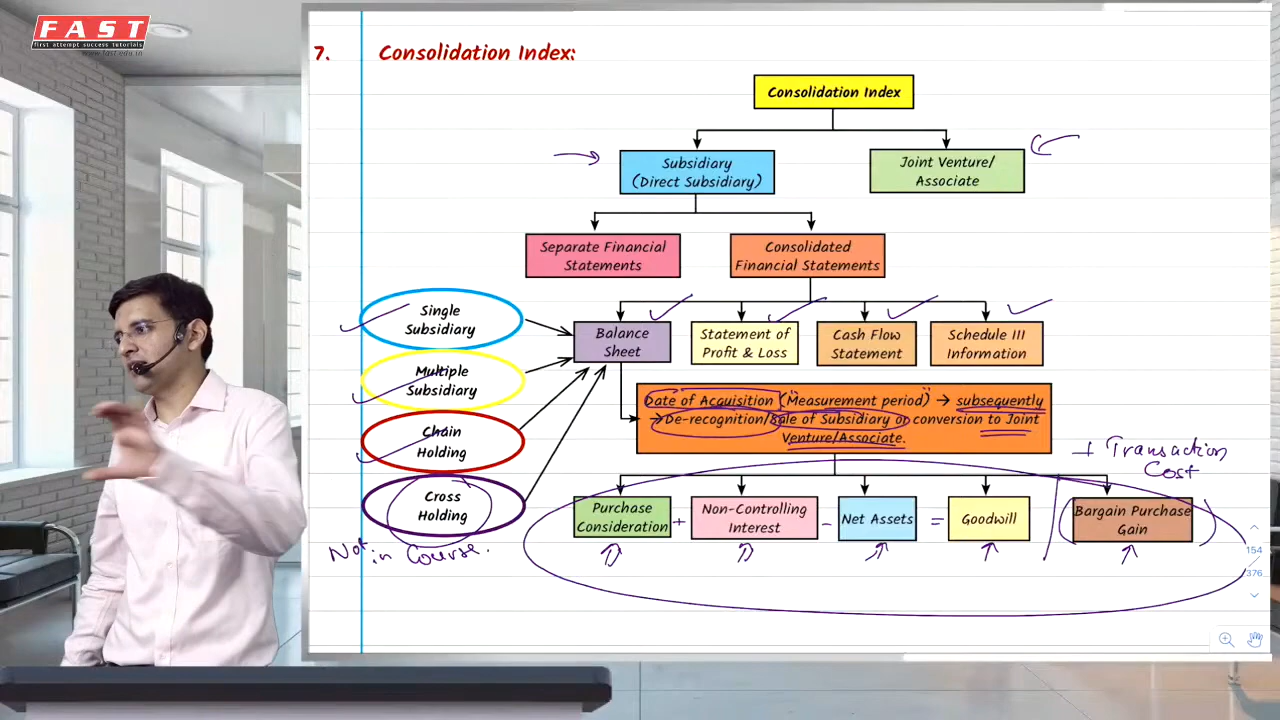 FAST
first attempt success tutorials
www.fast.edu.in
7. Consolidation Index:
Consolidation Index
Subsidiary
(Direct Subsidiary)
Joint Venture/
Associate
Separate Financial
Statements
Consolidated
Financial Statements
Single
Subsidiary
Multiple
Subsidiary
Chain
Holding
Cross
Holding
Not in Course.
Balance
Sheet
Statement of
Profit & Loss
Cash Flow
Statement
Schedule III
Information
Date of Acquisition ("Measurement period") → subsequently
→ De-recognition/Sale of Subsidiary or conversion to Joint
Venture/Associate.
+ Transaction
Cost
Purchase
Consideration
+
Non-Controlling
Interest
-
Net Assets
=
Goodwill
Bargain Purchase
Gain
154
376